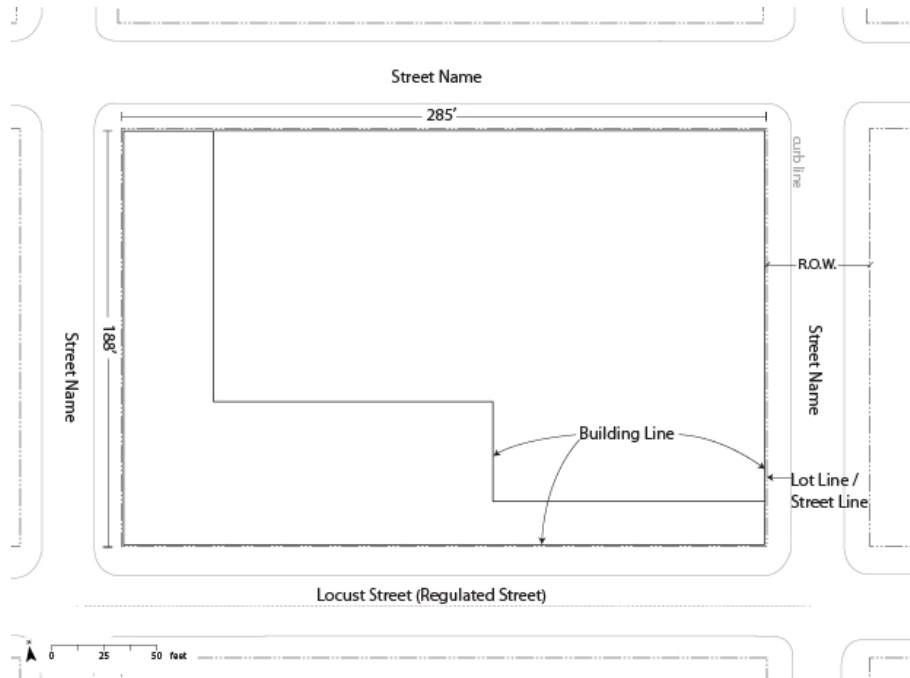 Street Name
285'
curb line
R.O.W.
188'
Street Name
Street Name
Building Line
Lot Line /
Street Line
Locust Street (Regulated Street)
0 25 50 feet